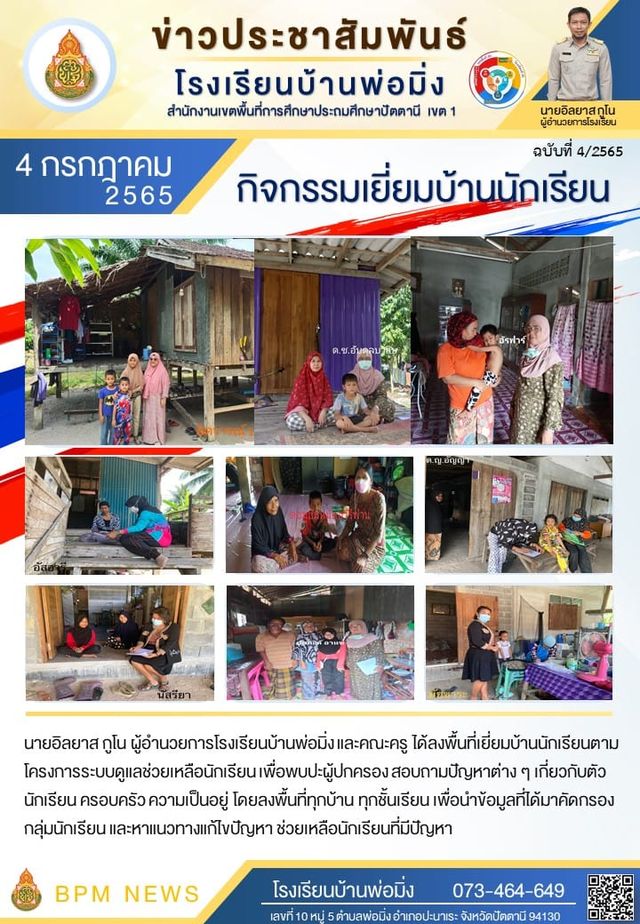 ข่าวประชาสัมพันธ์
โรงเรียนบ้านพ่อมิ่ง
สำนักงานเขตพื้นที่การศึกษาประถมศึกษาปัตตานี เขต 1
นายอิลยาส กูโน
ผู้อำนวยการโรงเรียน
ฉบับที่ 4/2565
4 กรกฎาคม
2565
กิจกรรมเยี่ยมบ้านนักเรียน
อัรฟาร์
ด.ญ.อัญญา
นัสรียา
นายอิลยาส กูโน ผู้อำนวยการโรงเรียนบ้านพ่อมิ่ง และคณะครู ได้ลงพื้นที่เยี่ยมบ้านนักเรียนตาม
โครงการระบบดูแลช่วยเหลือนักเรียน เพื่อพบปะผู้ปกครอง สอบถามปัญหาต่าง ๆ เกี่ยวกับตัว
นักเรียน ครอบครัว ความเป็นอยู่ โดยลงพื้นที่ทุกบ้าน ทุกชั้นเรียน เพื่อนำข้อมูลที่ได้มาคัดกรอง
กลุ่มนักเรียน และหาแนวทางแก้ไขปัญหา ช่วยเหลือนักเรียนที่มีปัญหา
BPM NEWS
โรงเรียนบ้านพ่อมิ่ง 073-464-649
เลขที่ 10 หมู่ 5 ตำบลพ่อมิ่ง อำเภอปะนาเระ จังหวัดปัตตานี 94130